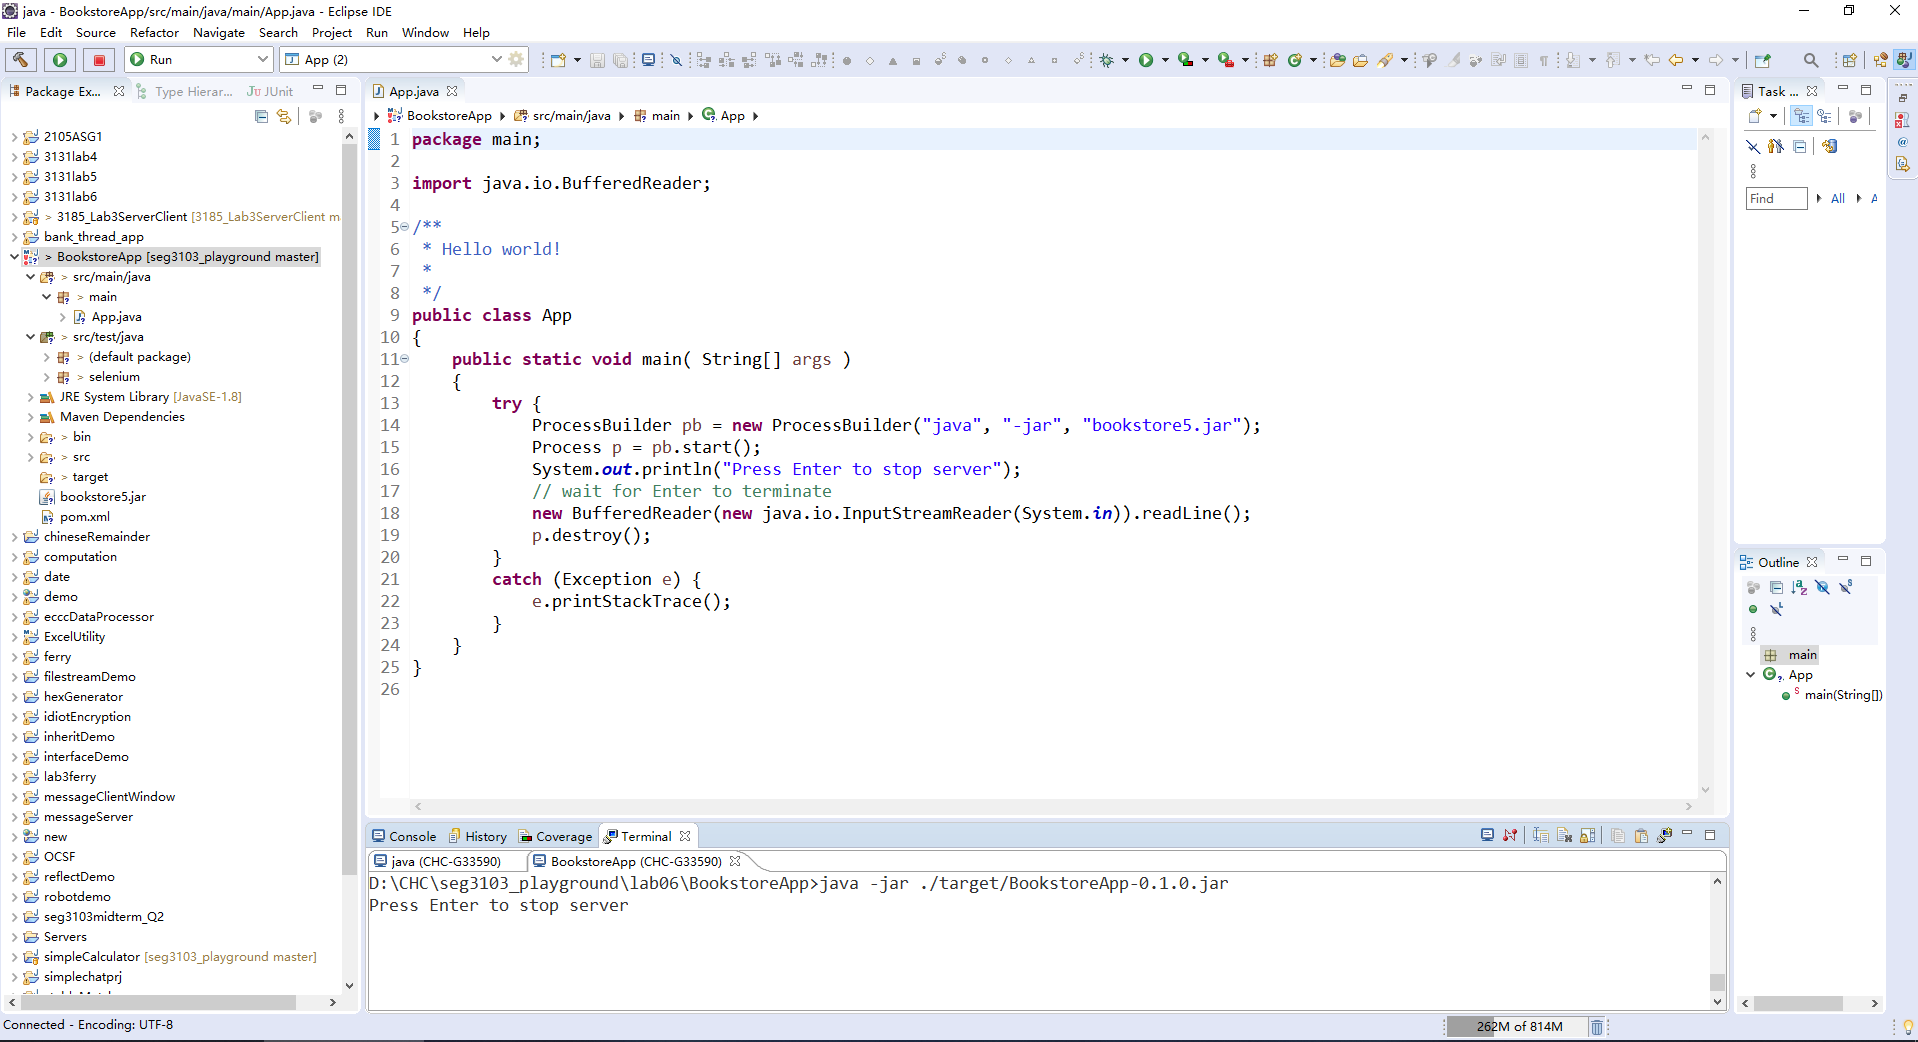 java - BookstoreApp/src/main/java/main/App.java - Eclipse IDE
File Edit Source Refactor Navigate Search Project Run Window Help
Run App (2)
Package Ex... Type Hierar... JUnit
2105ASG1
3131lab4
3131lab5
3131lab6
> 3185_Lab3ServerClient [3185_Lab3ServerClient m
bank_thread_app
> BookstoreApp [seg3103_playground master]
> src/main/java
> main
App.java
> src/test/java
> (default package)
> selenium
JRE System Library [JavaSE-1.8]
Maven Dependencies
> bin
> src
> target
bookstore5.jar
pom.xml
chineseRemainder
computation
date
demo
ecccDataProcessor
ExcelUtility
ferry
filestreamDemo
hexGenerator
idiotEncryption
inheritDemo
interfaceDemo
lab3ferry
messageClientWindow
messageServer
new
OCSF
reflectDemo
robotdemo
seg3103midterm_Q2
Servers
simpleCalculator [seg3103_playground master]
simplechatprj
App.java
BookstoreApp src/main/java main App
1 package main;
2
3 import java.io.BufferedReader;
4
5 /**
6 * Hello world!
7 *
8 */
9 public class App
10 {
11 public static void main( String[] args )
12 {
13 try {
14 ProcessBuilder pb = new ProcessBuilder("java", "-jar", "bookstore5.jar");
15 Process p = pb.start();
16 System.out.println("Press Enter to stop server");
17 // wait for Enter to terminate
18 new BufferedReader(new java.io.InputStreamReader(System.in)).readLine();
19 p.destroy();
20 }
21 catch (Exception e) {
22 e.printStackTrace();
23 }
24 }
25 }
26
Console History Coverage Terminal
java (CHC-G33590) BookstoreApp (CHC-G33590)
D:\CHC\seg3103_playground\lab06\BookstoreApp>java -jar ./target/BookstoreApp-0.1.0.jar
Press Enter to stop server
Task ...
Find All A
Outline
main
App
main(String[])
Connected - Encoding: UTF-8
262M of 814M